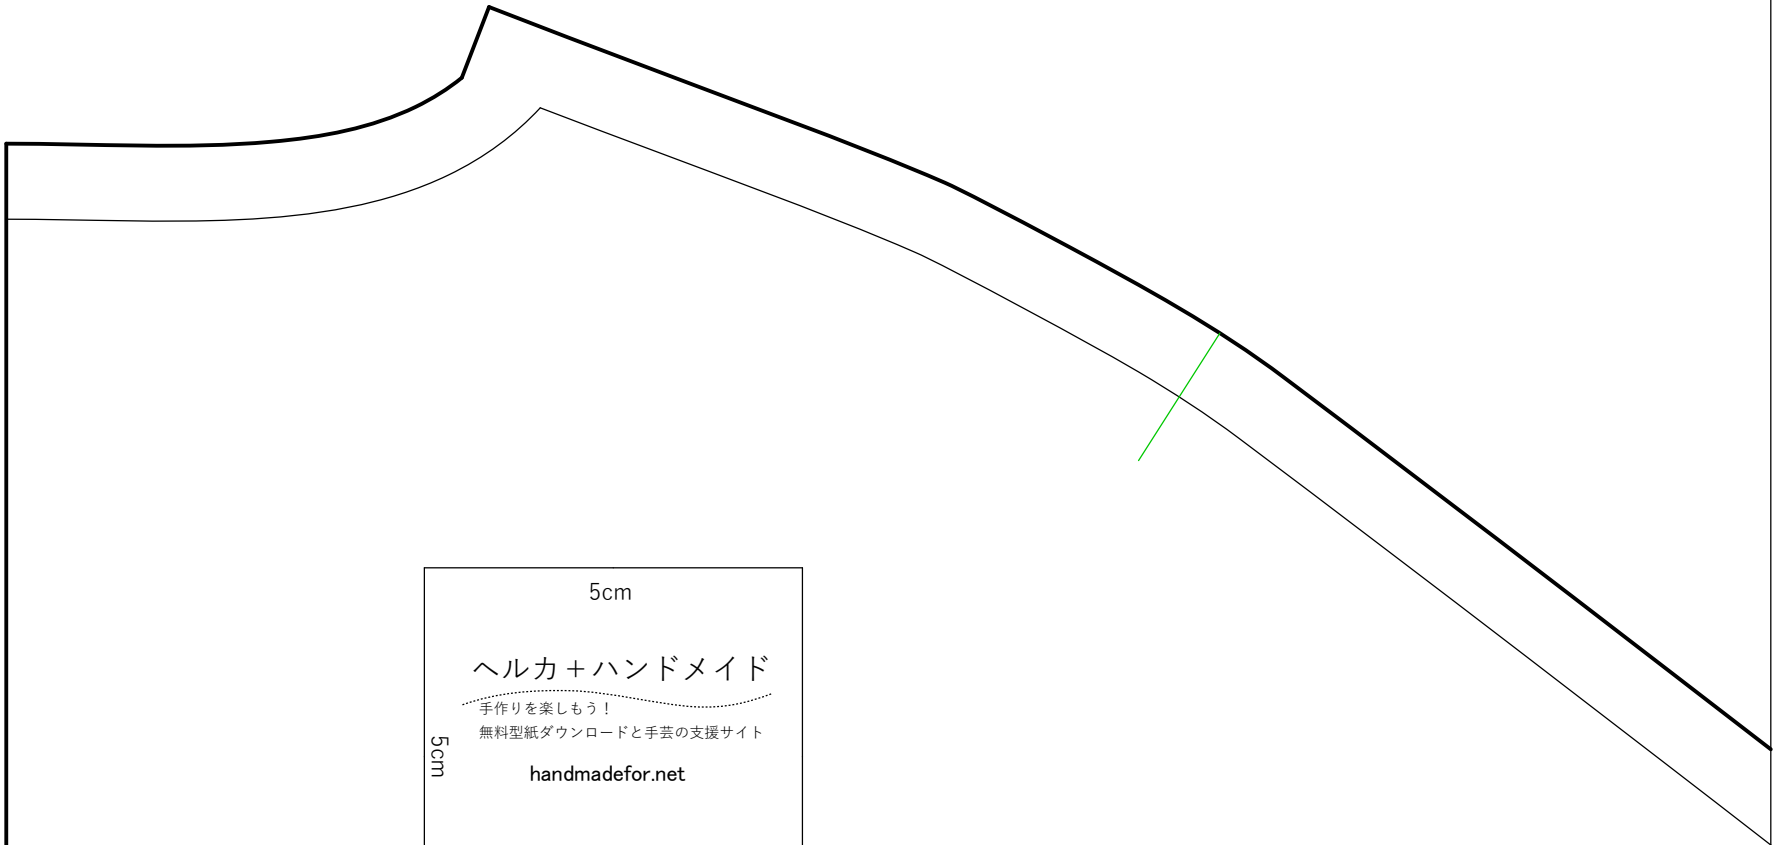 5cm
ヘルカ+ハンドメイド
手作りを楽しもう！
無料型紙ダウンロードと手芸の支援サイト
5cm
handmadefor.net